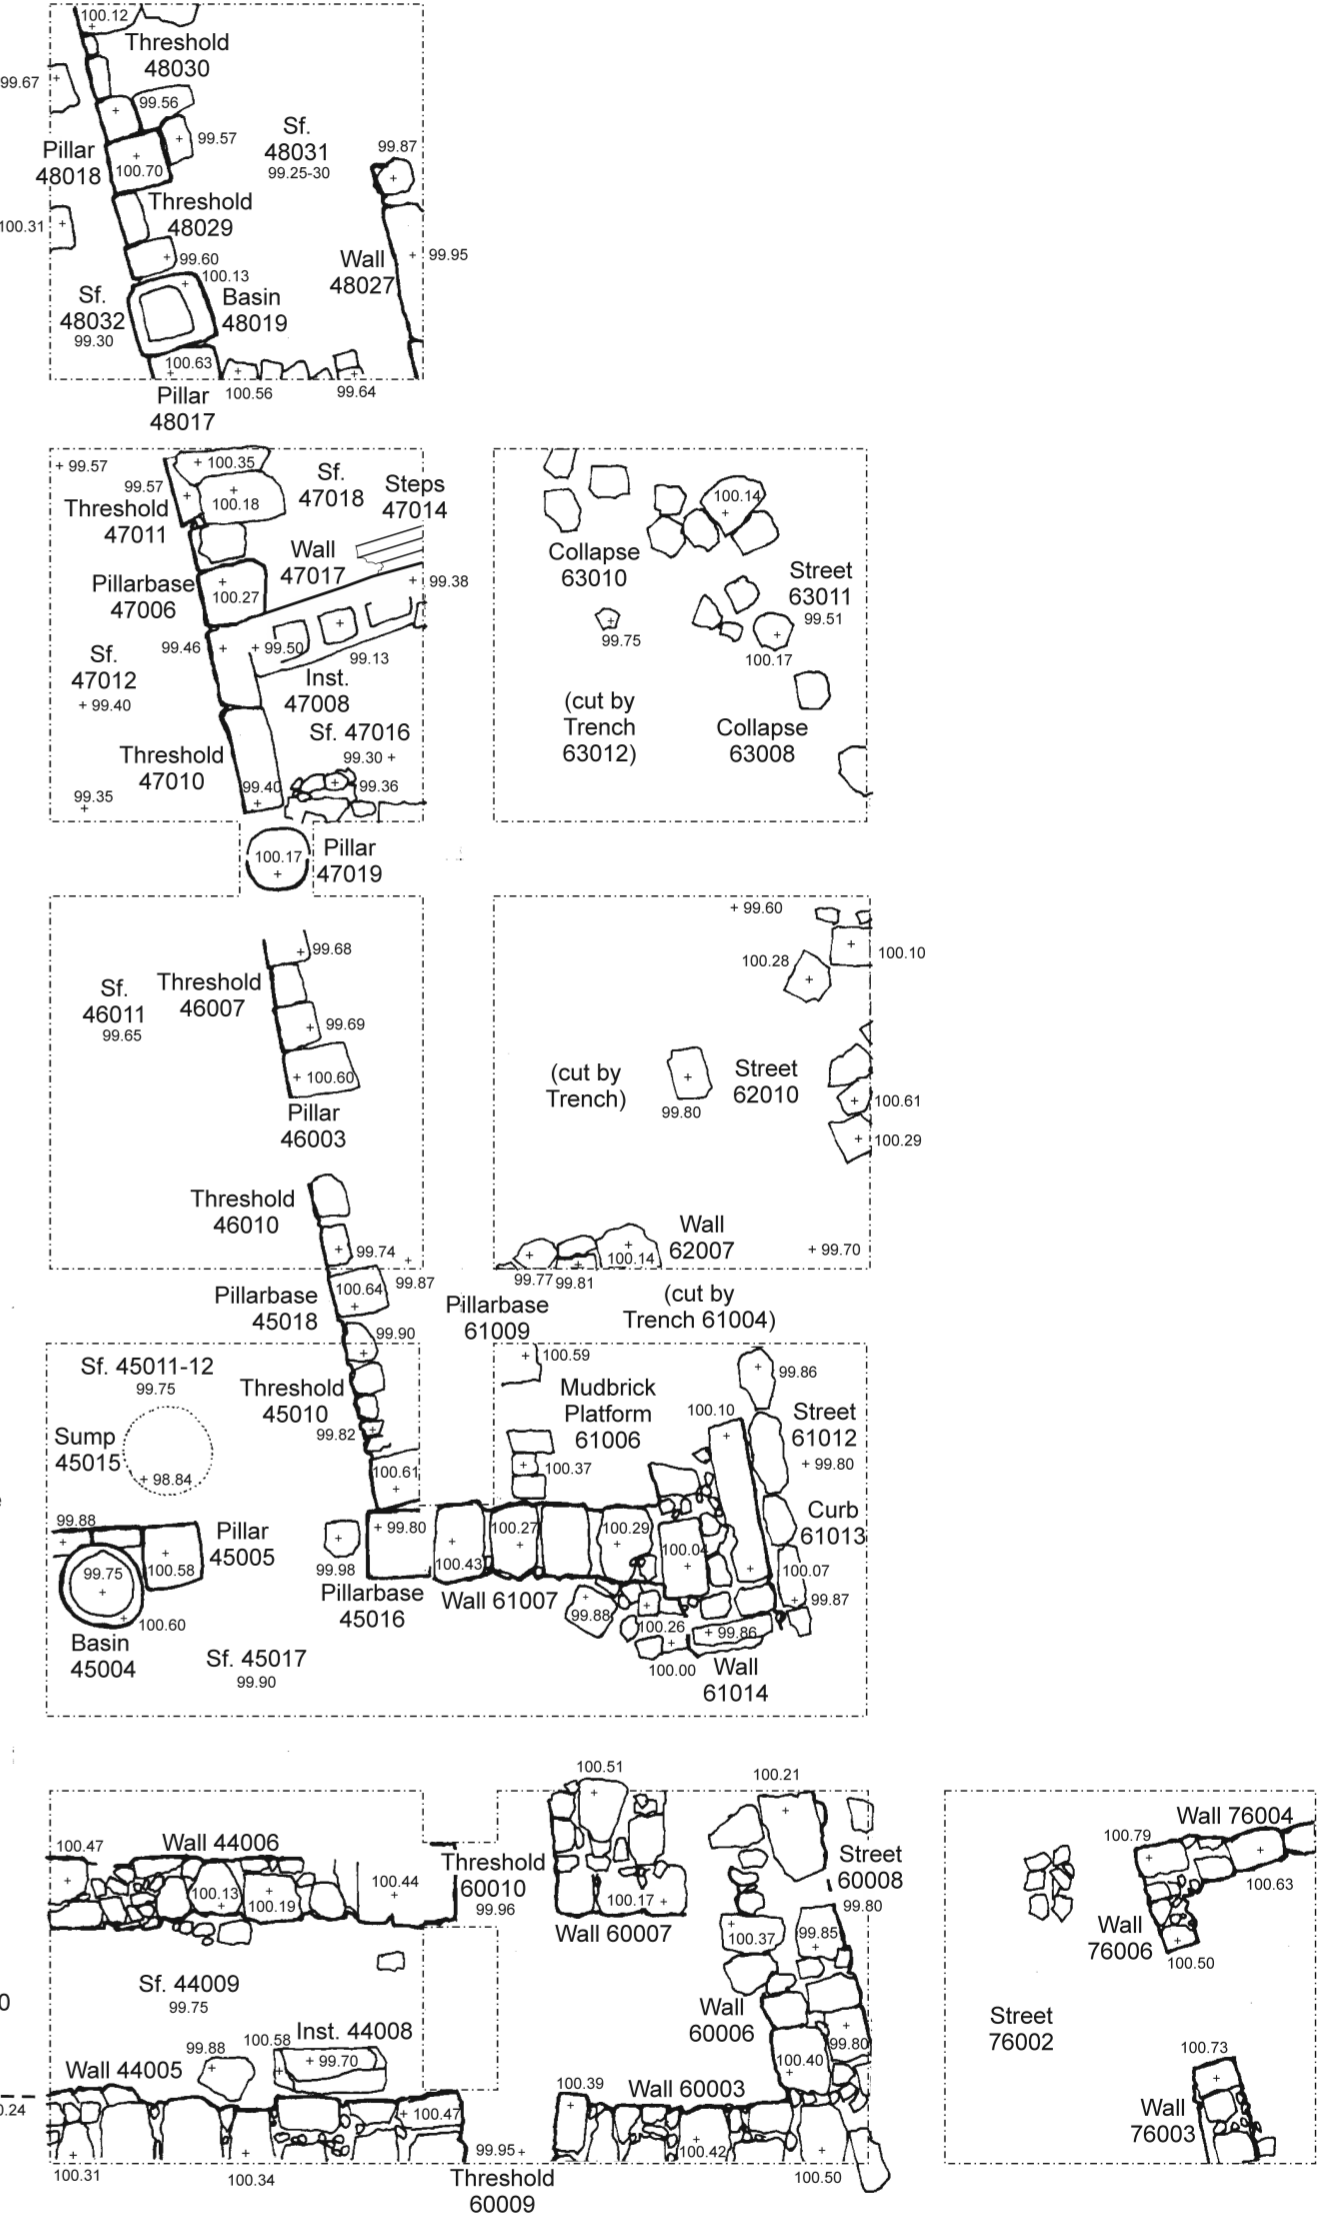 100.12
Threshold
48030
99.67
99.56
99.57
Sf.
48031
99.25-30
99.87
Pillar
48018
100.70
Threshold
48029
100.31
99.60
100.13
Wall
48027
99.95
Sf.
48032
99.30
Basin
48019
100.63
100.56
99.64
Pillar
48017
+ 99.57
99.57
+ 100.35
100.18
Sf.
47018
Steps
47014
Threshold
47011
Wall
47017
Pillarbase
47006
100.27
99.38
99.46
+ 99.50
99.13
Sf.
47012
+ 99.40
Inst.
47008
Sf. 47016
99.30 +
Threshold
47010
99.40
99.36
99.35
100.17
Pillar
47019
100.14
Collapse
63010
Street
63011
99.51
99.75
100.17
(cut by
Trench
63012)
Collapse
63008
99.68
Threshold
46007
Sf.
46011
99.65
99.69
+ 100.60
Pillar
46003
Threshold
46010
99.74
99.87
+ 99.60
100.10
100.28
(cut by
Trench)
99.80
Street
62010
100.61
100.29
Wall
62007
100.14
+ 99.70
99.77
99.81
Pillarbase
45018
100.64
Pillarbase
61009
(cut by
Trench 61004)
99.90
Sf. 45011-12
99.75
Threshold
45010
99.82
Sump
45015
+ 98.84
100.61
100.59
Mudbrick
Platform
61006
100.37
99.86
100.10
Street
61012
+ 99.80
Curb
61013
99.88
Pillar
45005
100.58
99.75
100.60
Basin
45004
Sf. 45017
99.90
99.98
+ 99.80
Pillarbase
45016
100.43
100.27
100.29
100.04
Wall 61007
99.88
100.26
+ 99.86
100.00
100.07
99.87
Wall
61014
100.47
Wall 44006
100.13
100.19
100.44
Threshold
60010
99.96
Sf. 44009
99.75
Inst. 44008
99.88
100.58
+ 99.70
Wall 44005
+ 100.47
100.31
100.34
99.95 +
Threshold
60009
100.51
100.17
Wall 60007
100.21
Street
60008
99.80
100.37
99.85
Wall
60006
99.80
100.40
100.39
Wall 60003
100.42
100.50
Wall 76004
100.79
100.63
Wall
76006
100.50
Street
76002
100.73
Wall
76003